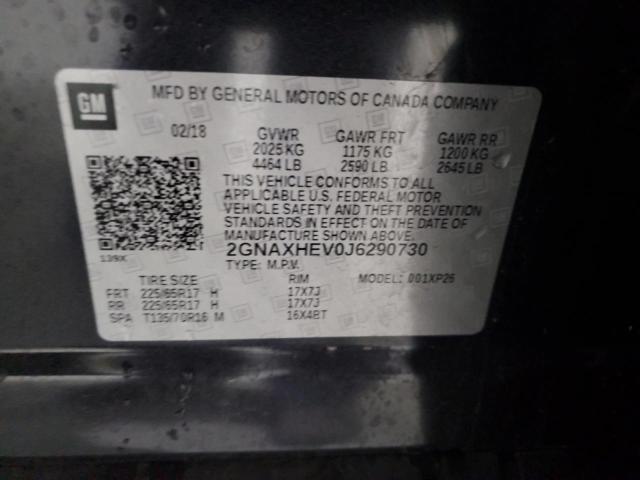 GM
MFD BY GENERAL MOTORS OF CANADA COMPANY
02/18 GVWR GAWR FRT GAWR RR
2025 KG 1175 KG 1200 KG
4464 LB 2590 LB 2645 LB
THIS VEHICLE CONFORMS TO ALL
APPLICABLE U.S. FEDERAL MOTOR
VEHICLE SAFETY AND THEFT PREVENTION
STANDARDS IN EFFECT ON THE DATE
OF MANUFACTURE SHOWN ABOVE.
139X 2GNAXHEV0J6290730
TYPE: M.P.V. MODEL: 001XP26
TIRE SIZE RIM
FRT 225/65R17 H 17X7J
RR 225/65R17 H 17X7J
SPA T135/70R16 M 16X4BT